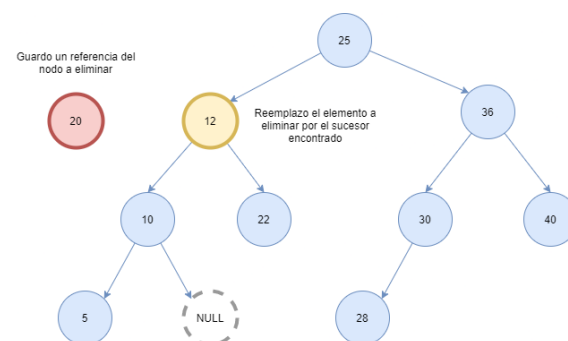 25
Guardo un referencia del
nodo a eliminar
20
12
Reemplazo el elemento a
eliminar por el sucesor
encontrado
36
10
22
30
40
5
NULL
28